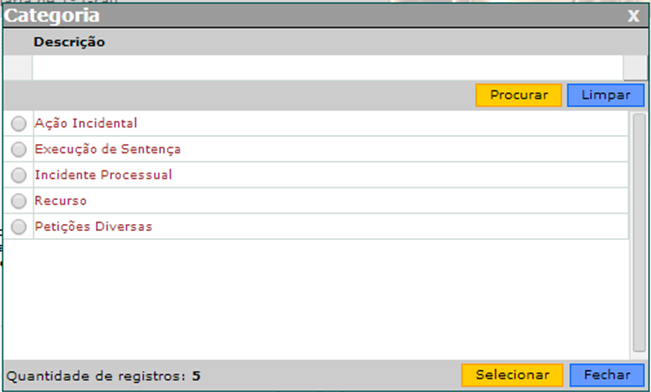 Categoria X
Descrição
Procurar Limpar
Ação Incidental
Execução de Sentença
Incidente Processual
Recurso
Petições Diversas
Quantidade de registros: 5 Selecionar Fechar